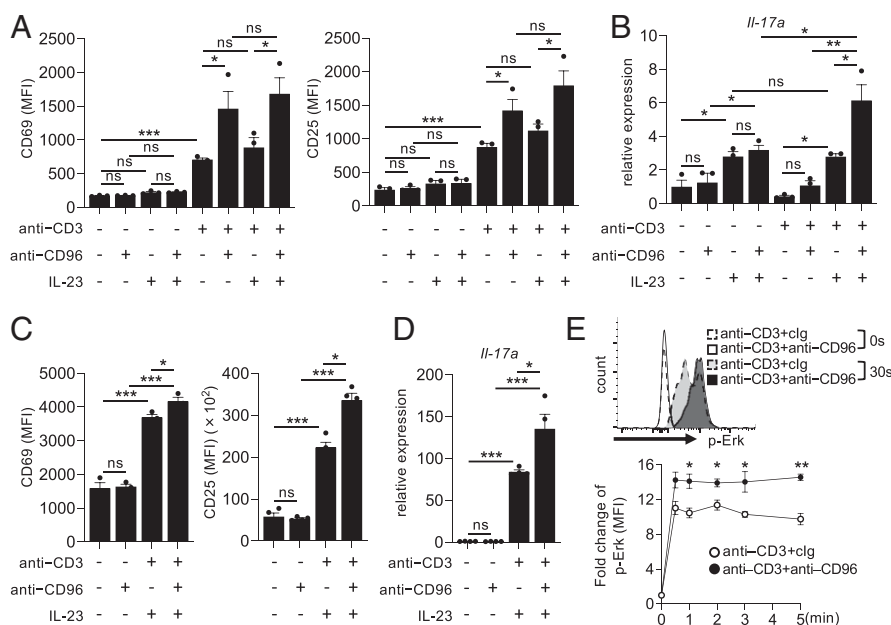 A
CD69 (MFI)
2500
2000
1500
1000
500
0
ns
ns
ns
***
ns
ns
*
*
ns
CD25 (MFI)
2500
2000
1500
1000
500
0
ns
ns
ns
***
ns
ns
*
*
ns
anti–CD3 - - - - + + + + - - - - + + + +
anti–CD96 - + - + - + - + - + - + - + - +
IL-23 - - + + - - + + - - + + - - + +
B
Il-17a
relative expression
10
8
6
4
2
0
*
**
ns
*
*
*
ns
ns
*
anti–CD3 - - - - + + + +
anti–CD96 - + - + - + - +
IL-23 - - + + - - + +
C
CD69 (MFI)
5000
4000
3000
2000
1000
0
*
***
***
ns
CD25 (MFI) (× 10²)
400
300
200
100
0
*
***
***
ns
anti–CD3 - - + + - - + +
anti–CD96 - + - + - + - +
IL-23 - - + + - - + +
D
Il-17a
relative expression
200
150
100
50
0
*
***
***
ns
anti–CD3 - - + +
anti–CD96 - + - +
IL-23 - - + +
E
count
p-Erk
anti–CD3+cIg
anti–CD3+anti–CD96
0s
anti–CD3+cIg
anti–CD3+anti–CD96
30s
Fold change of
p-Erk (MFI)
16
12
8
4
0
* * * **
anti–CD3+cIg
anti–CD3+anti–CD96
0 1 2 3 4 5 (min)